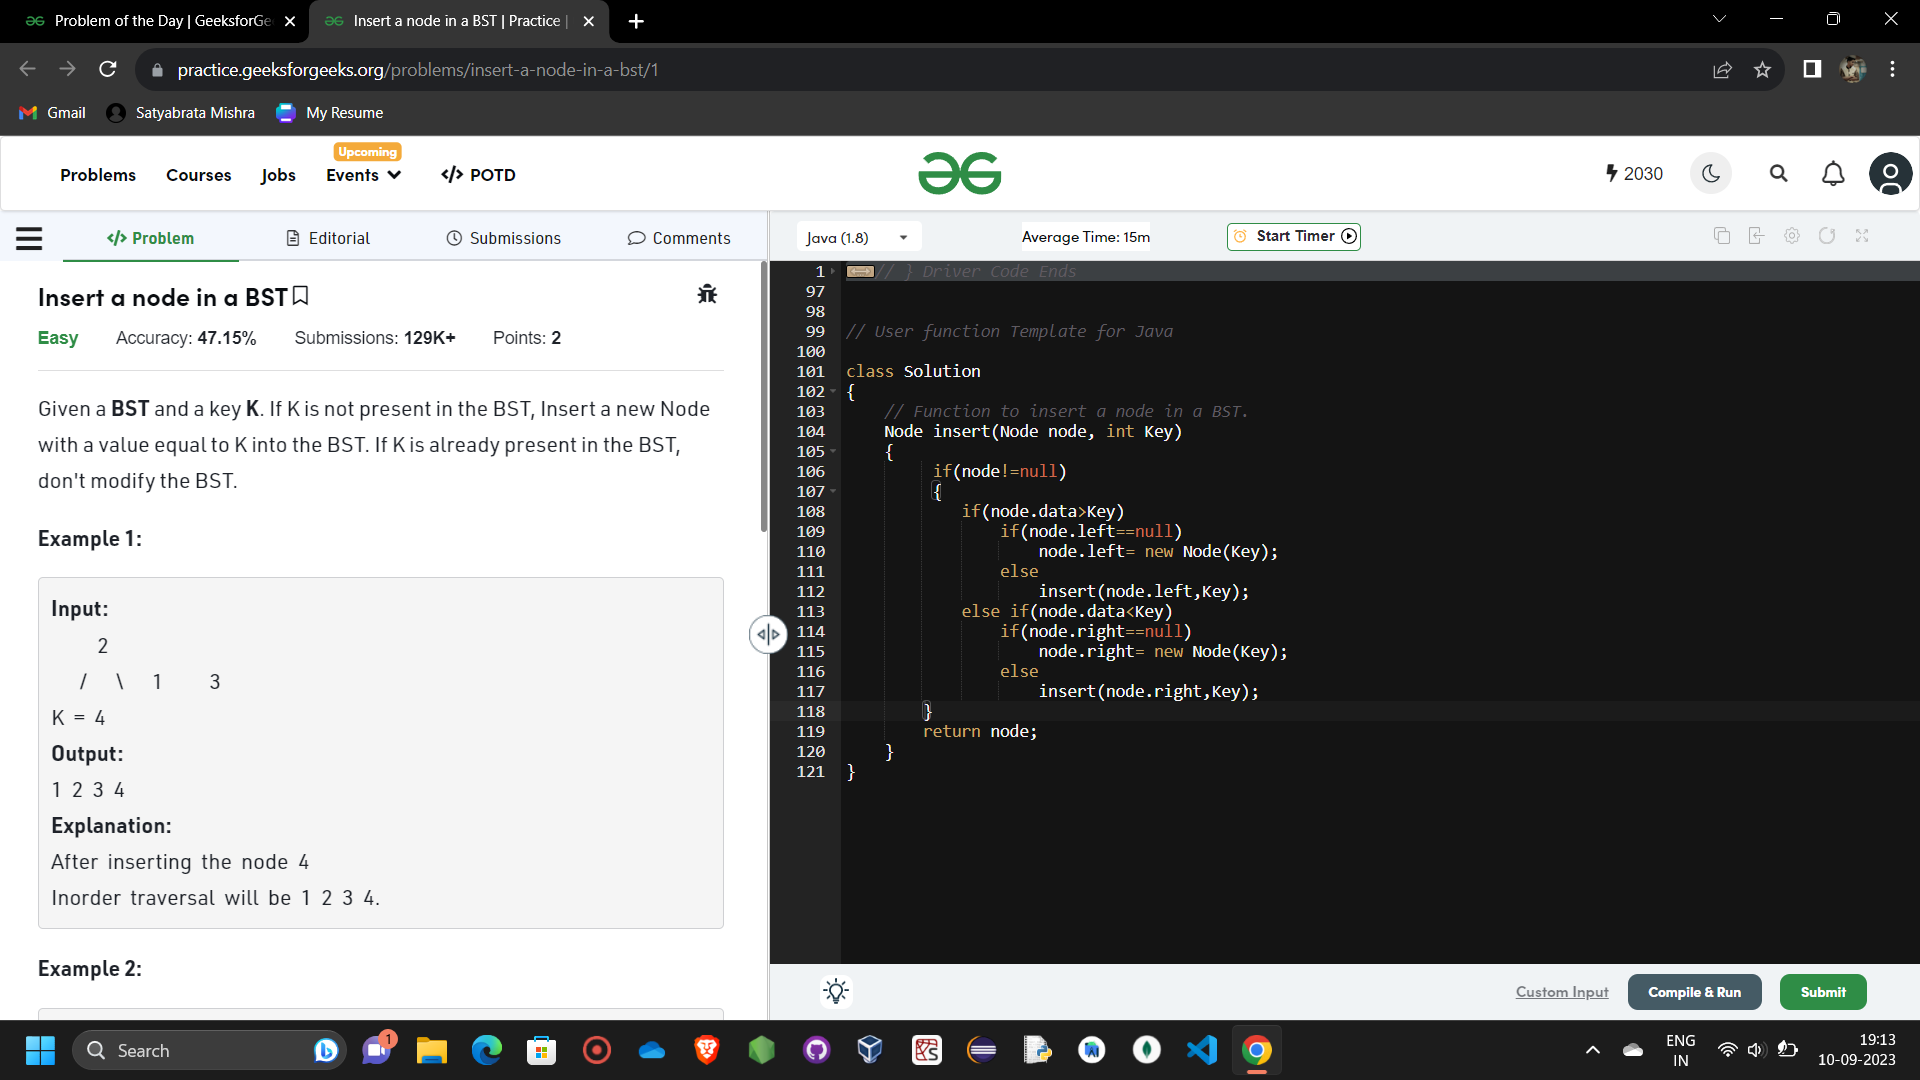 Problem of the Day | GeeksforGe
Insert a node in a BST | Practice |
practice.geeksforgeeks.org/problems/insert-a-node-in-a-bst/1
Gmail
Satyabrata Mishra
My Resume
Upcoming
Problems
Courses
Jobs
Events
</> POTD
2030
</> Problem
Editorial
Submissions
Comments
Java (1.8)
Average Time: 15m
Start Timer
Insert a node in a BST
Easy
Accuracy: 47.15%
Submissions: 129K+
Points: 2
Given a BST and a key K. If K is not present in the BST, Insert a new Node
with a value equal to K into the BST. If K is already present in the BST,
don't modify the BST.
Example 1:
Input:
2
/ \ 1 3
K = 4
Output:
1 2 3 4
Explanation:
After inserting the node 4
Inorder traversal will be 1 2 3 4.
Example 2:
1 // } Driver Code Ends
97
98
99 // User function Template for Java
100
101 class Solution
102 {
103 // Function to insert a node in a BST.
104 Node insert(Node node, int Key)
105 {
106 if(node!=null)
107 {
108 if(node.data>Key)
109 if(node.left==null)
110 node.left= new Node(Key);
111 else
112 insert(node.left,Key);
113 else if(node.data<Key)
114 if(node.right==null)
115 node.right= new Node(Key);
116 else
117 insert(node.right,Key);
118 }
119 return node;
120 }
121 }
Custom Input
Compile & Run
Submit
Search
1
ENG
IN
19:13
10-09-2023